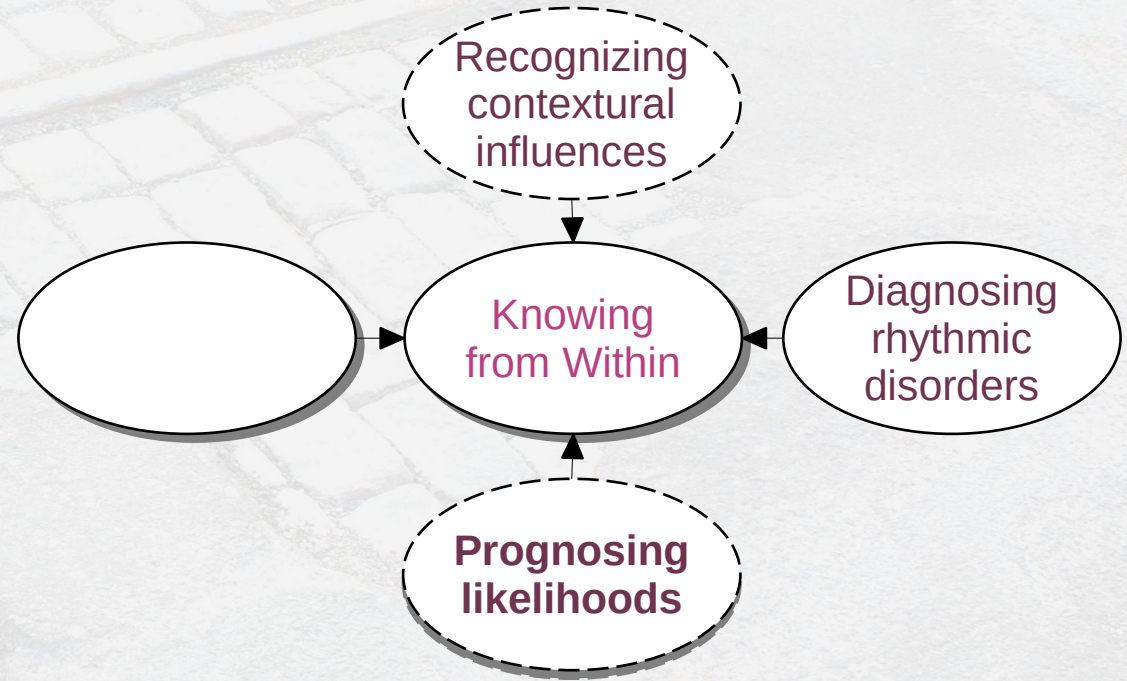 Recognizing
contextural
influences
Knowing
from Within
Diagnosing
rhythmic
disorders
Prognosing
likelihoods